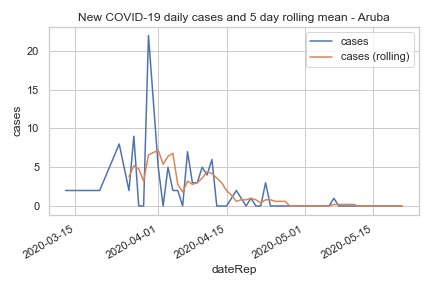 New COVID-19 daily cases and 5 day rolling mean - Aruba
cases
cases (rolling)
cases
20
15
10
5
0
2020-03-15
2020-04-01
2020-04-15
2020-05-01
2020-05-15
dateRep